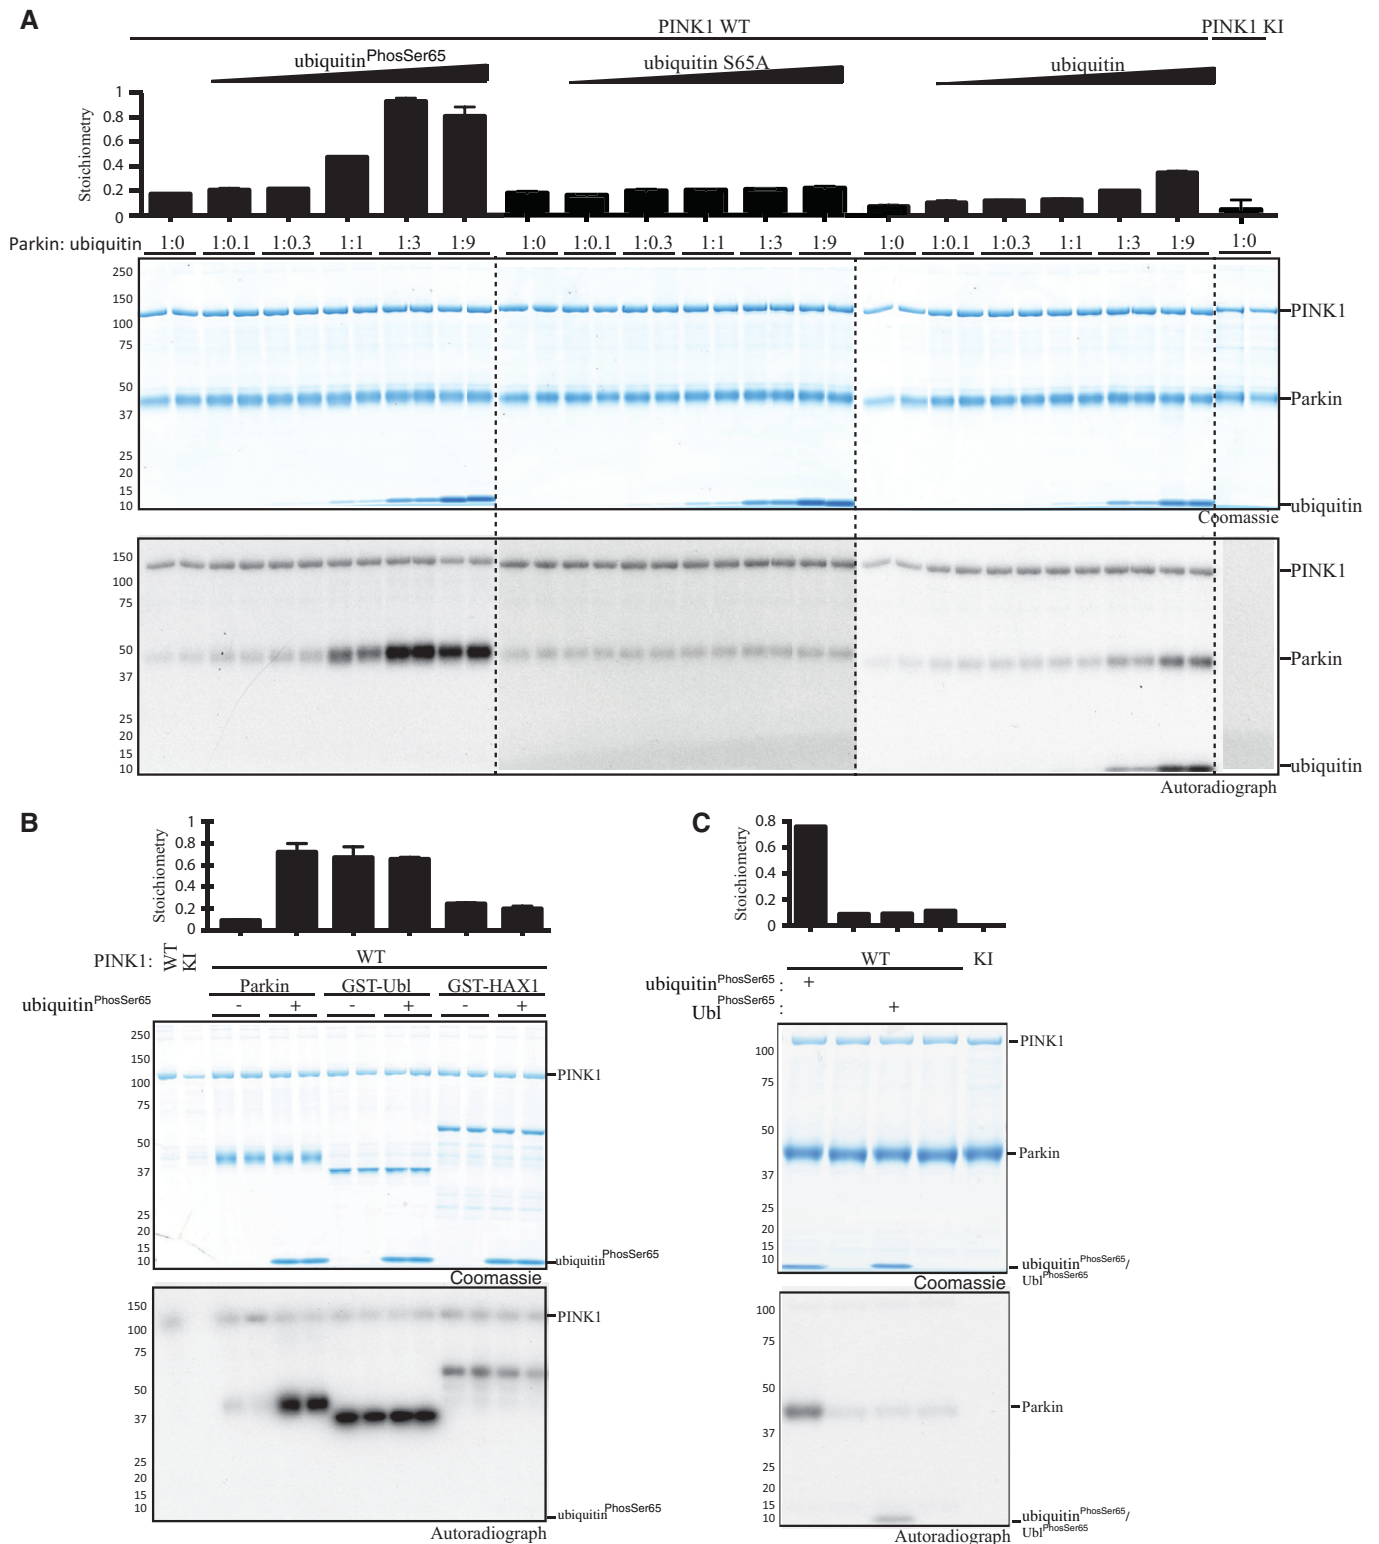 A
PINK1 WT PINK1 KI
ubiquitinPhosSer65 ubiquitin S65A ubiquitin
Stoichiometry
1
0.8
0.6
0.4
0.2
0
Parkin: ubiquitin 1:0 1:0.1 1:0.3 1:1 1:3 1:9 1:0 1:0.1 1:0.3 1:1 1:3 1:9 1:0 1:0.1 1:0.3 1:1 1:3 1:9 1:0
250
150 PINK1
100
75
50 Parkin
37
25
20
15
10 ubiquitin
Coomassie
150 PINK1
100
75
50 Parkin
37
25
20
15
10 ubiquitin
Autoradiograph
B
Stoichiometry
1
0.8
0.6
0.4
0.2
0
PINK1: WT KI WT
Parkin GST-Ubl GST-HAX1
ubiquitinPhosSer65 - + - + - +
250
150
100 PINK1
75
50
37
25
20
15
10 ubiquitinPhosSer65
Coomassie
150 PINK1
100
75
50
37
25
20
15
10 ubiquitinPhosSer65
Autoradiograph
C
Stoichiometry
0.8
0.6
0.4
0.2
0
WT KI
ubiquitinPhosSer65 : +
UblPhosSer65 : +
PINK1
100
75
50
Parkin
37
25
20
15
10 ubiquitinPhosSer65/
UblPhosSer65
Coomassie
100
75
50
Parkin
37
25
20
15
10 ubiquitinPhosSer65/
UblPhosSer65
Autoradiograph